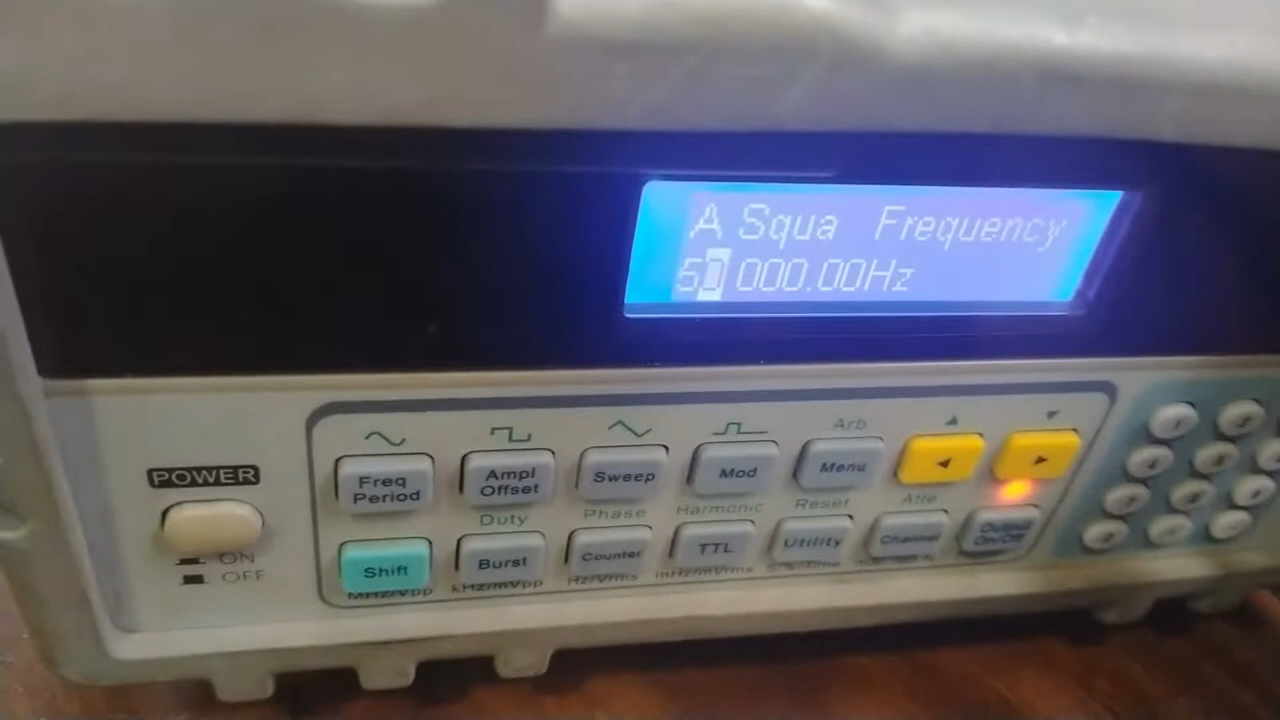 A Squa Frequency
50 000.00Hz
Arb
POWER
Freq Period
Ampl Offset
Sweep
Mod
Menu
Duty
Phase
Harmonic
Reset
Atte
ON
OFF
Shift
Burst
Counter
TTL
Utility
Channel
Output On/Off
MHz/Vpp
kHz/mVpp
Hz/Vrms
mHz/mVrms
1
2